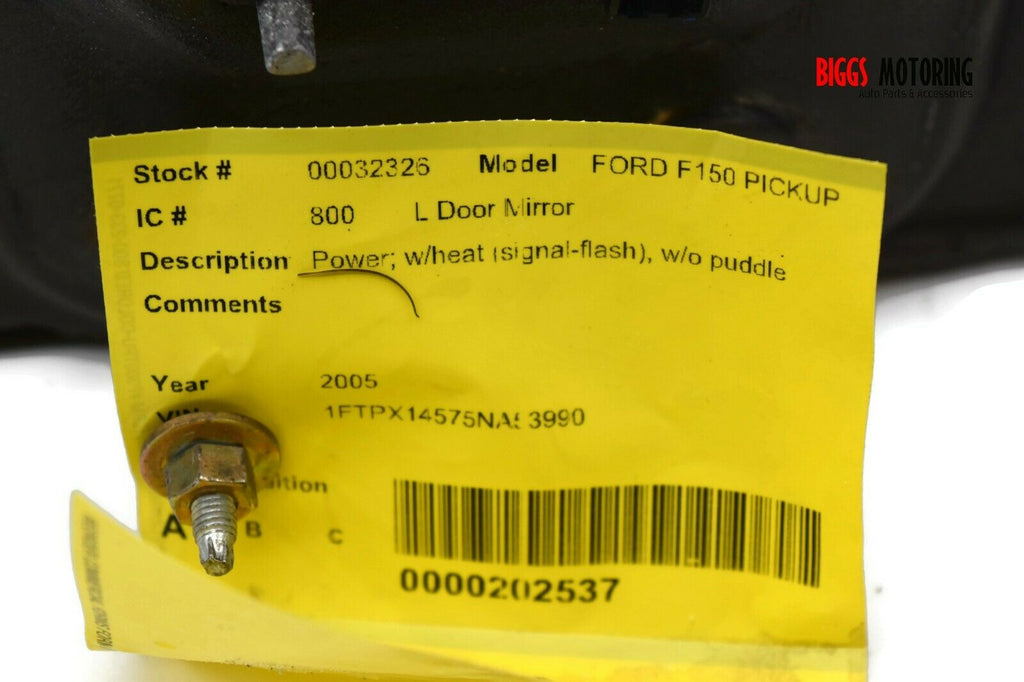 BIGGS MOTORING
Auto Parts & Accessories
Stock # 00032326 Model FORD F150 PICKUP
IC # 800 L Door Mirror
Description Power; w/heat (signal-flash), w/o puddle
Comments
Year 2005
VIN
A B C
0000202537